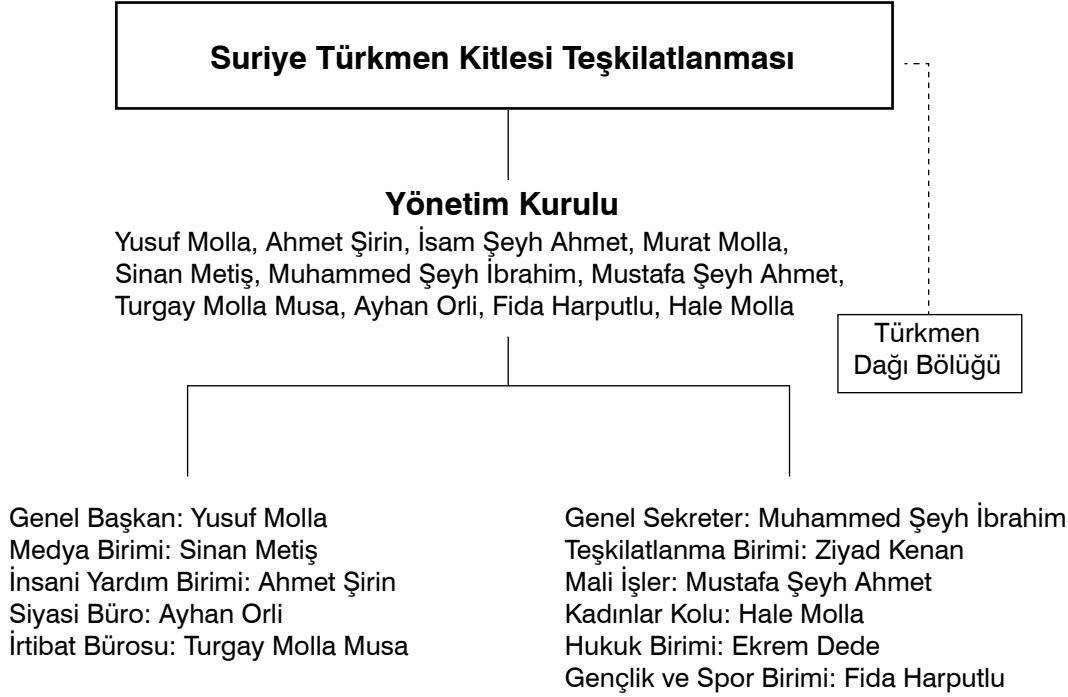 Suriye Türkmen Kitlesi Teşkilatlanması
Yönetim Kurulu
Yusuf Molla, Ahmet Şirin, İsam Şeyh Ahmet, Murat Molla,
Sinan Metiş, Muhammed Şeyh İbrahim, Mustafa Şeyh Ahmet,
Turgay Molla Musa, Ayhan Orli, Fida Harputlu, Hale Molla
Türkmen
Dağı Bölüğü
Genel Başkan: Yusuf Molla
Medya Birimi: Sinan Metiş
İnsani Yardım Birimi: Ahmet Şirin
Siyasi Büro: Ayhan Orli
İrtibat Bürosu: Turgay Molla Musa
Genel Sekreter: Muhammed Şeyh İbrahim
Teşkilatlanma Birimi: Ziyad Kenan
Mali İşler: Mustafa Şeyh Ahmet
Kadınlar Kolu: Hale Molla
Hukuk Birimi: Ekrem Dede
Gençlik ve Spor Birimi: Fida Harputlu